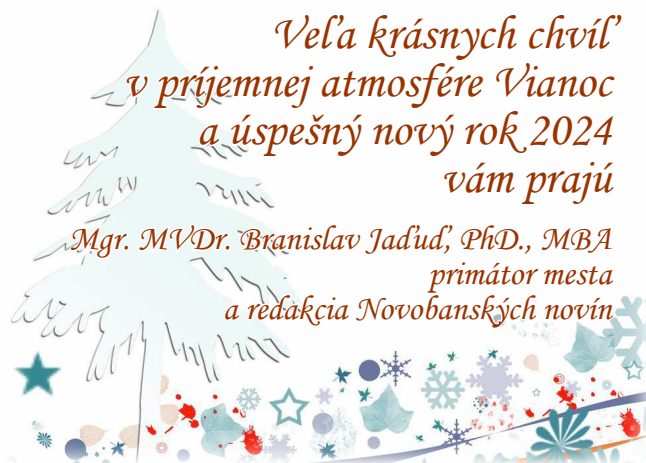 Veľa krásnych chvíľ
v príjemnej atmosfére Vianoc
a úspešný nový rok 2024
vám prajú
Mgr. MVDr. Branislav Jaďuď, PhD., MBA
primátor mesta
a redakcia Novobanských novín